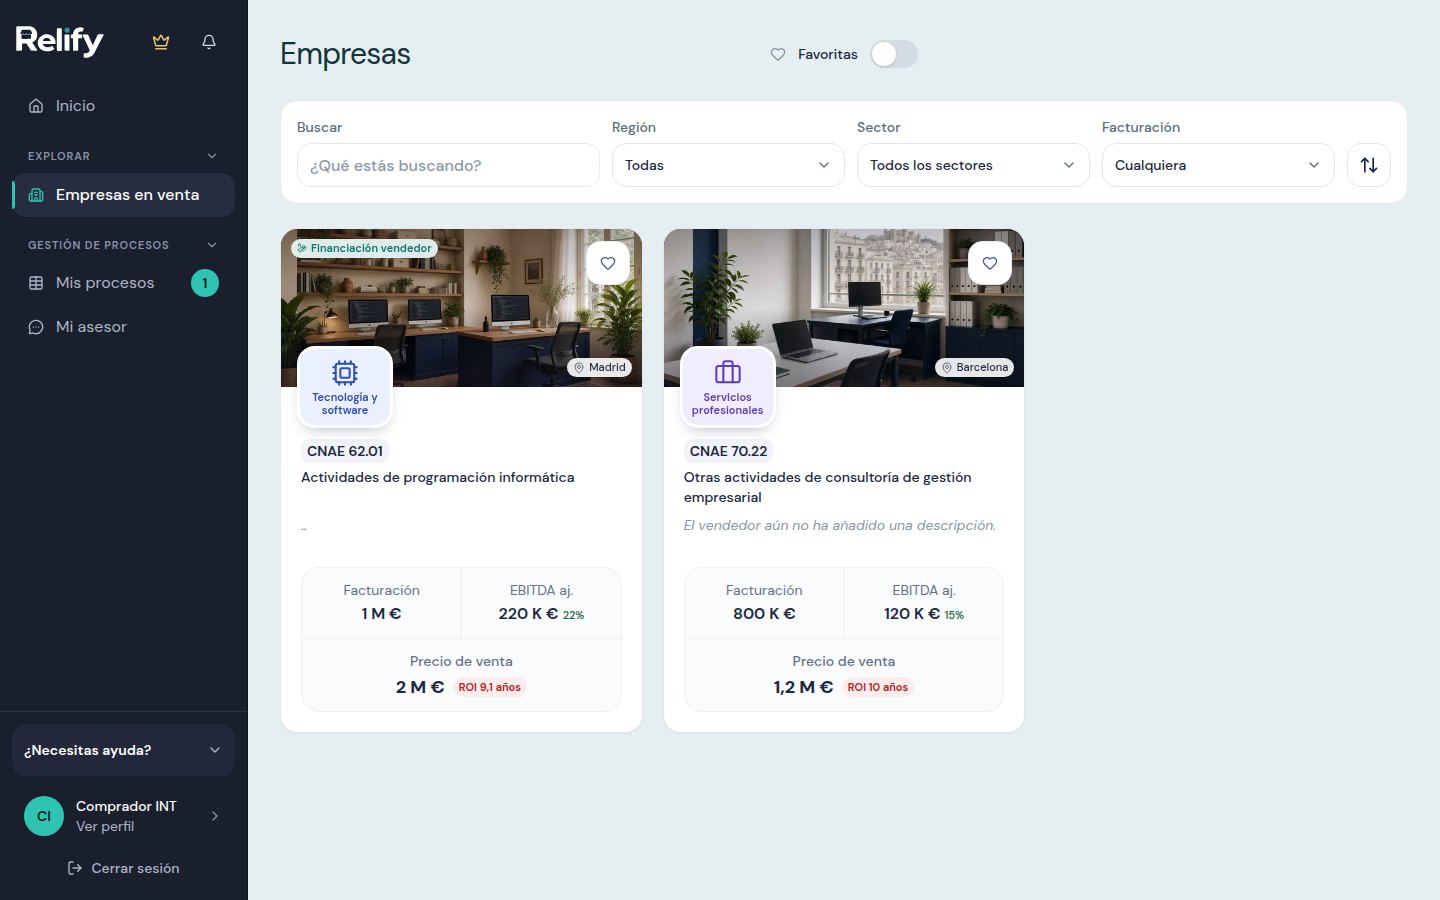 Relify
Inicio
EXPLORAR
Empresas en venta
GESTIÓN DE PROCESOS
Mis procesos
1
Mi asesor
¿Necesitas ayuda?
CI
Comprador INT
Ver perfil
Cerrar sesión
Empresas
Favoritas
Buscar
¿Qué estás buscando?
Región
Todas
Sector
Todos los sectores
Facturación
Cualquiera
Financiación vendedor
Madrid
Tecnología y
software
CNAE 62.01
Actividades de programación informática
..
Facturación
1 M €
EBITDA aj.
220 K € 22%
Precio de venta
2 M € ROI 9,1 años
Barcelona
Servicios
profesionales
CNAE 70.22
Otras actividades de consultoría de gestión
empresarial
El vendedor aún no ha añadido una descripción.
Facturación
800 K €
EBITDA aj.
120 K € 15%
Precio de venta
1,2 M € ROI 10 años